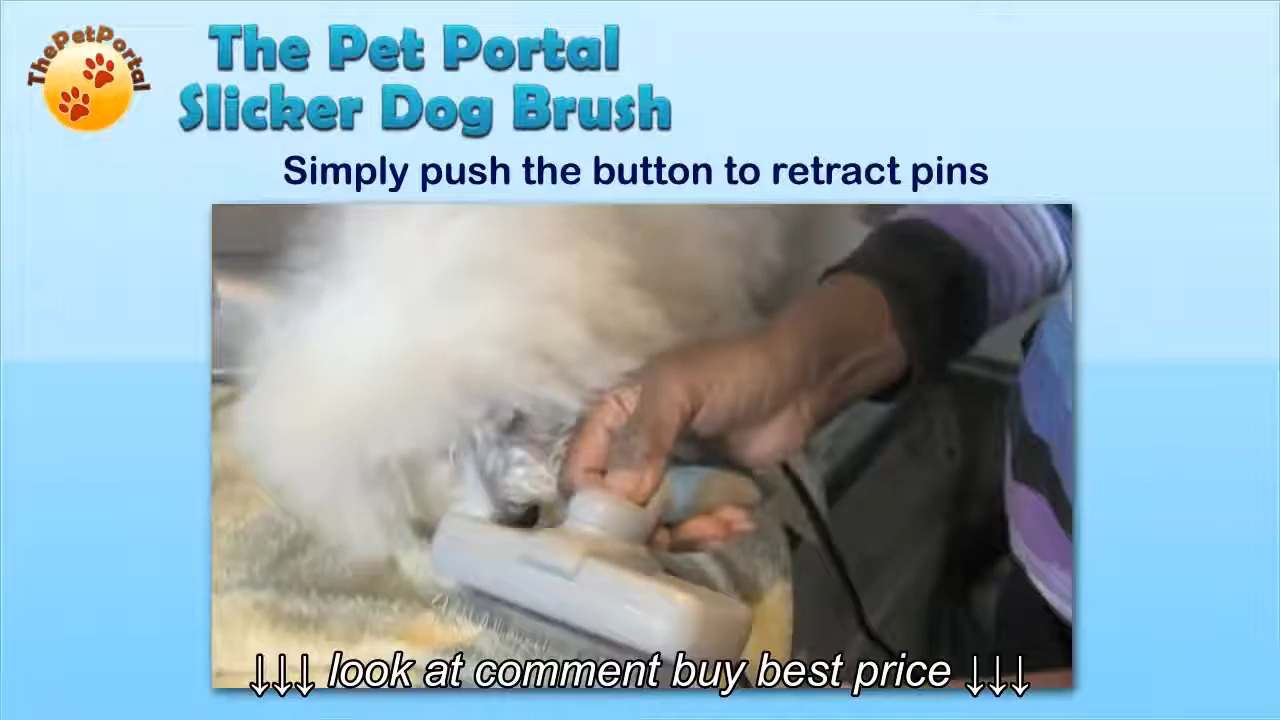 ThePetPortal
The Pet Portal
Slicker Dog Brush
Simply push the button to retract pins
↓↓↓ look at comment buy best price ↓↓↓